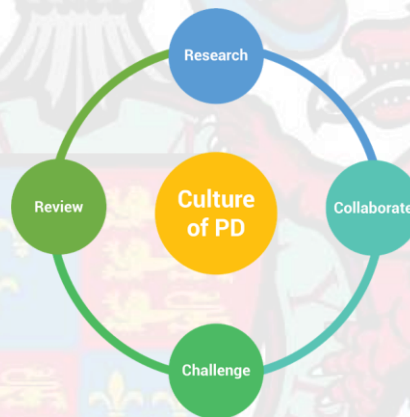 Research
Review
Culture
of PD
Collaborate
Challenge